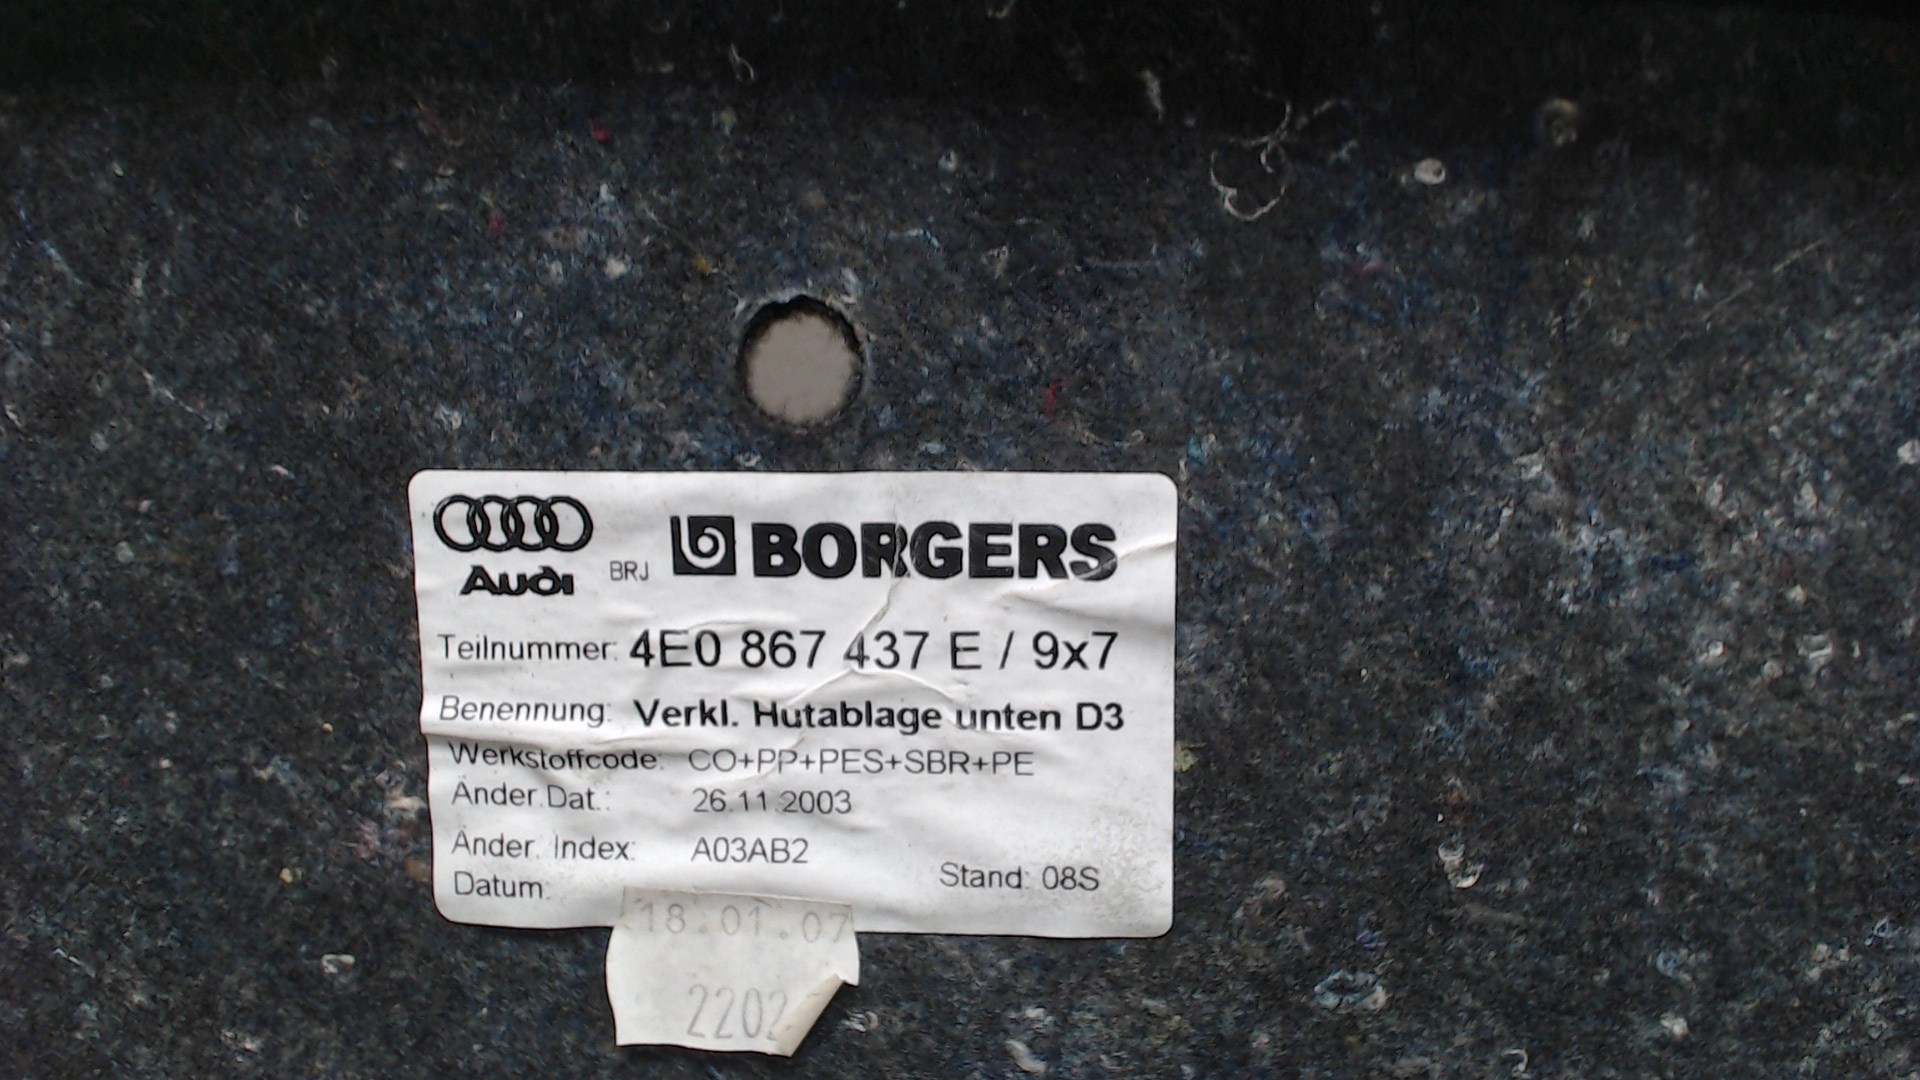 Audi BRJ BORGERS
Teilnummer: 4E0 867 437 E / 9x7
Benennung: Verkl. Hutablage unten D3
Werkstoffcode: CO+PP+PES+SBR+PE
Änder.Dat.: 26.11.2003
Änder. Index: A03AB2
Stand: 08S
Datum:
18.01.07
2202